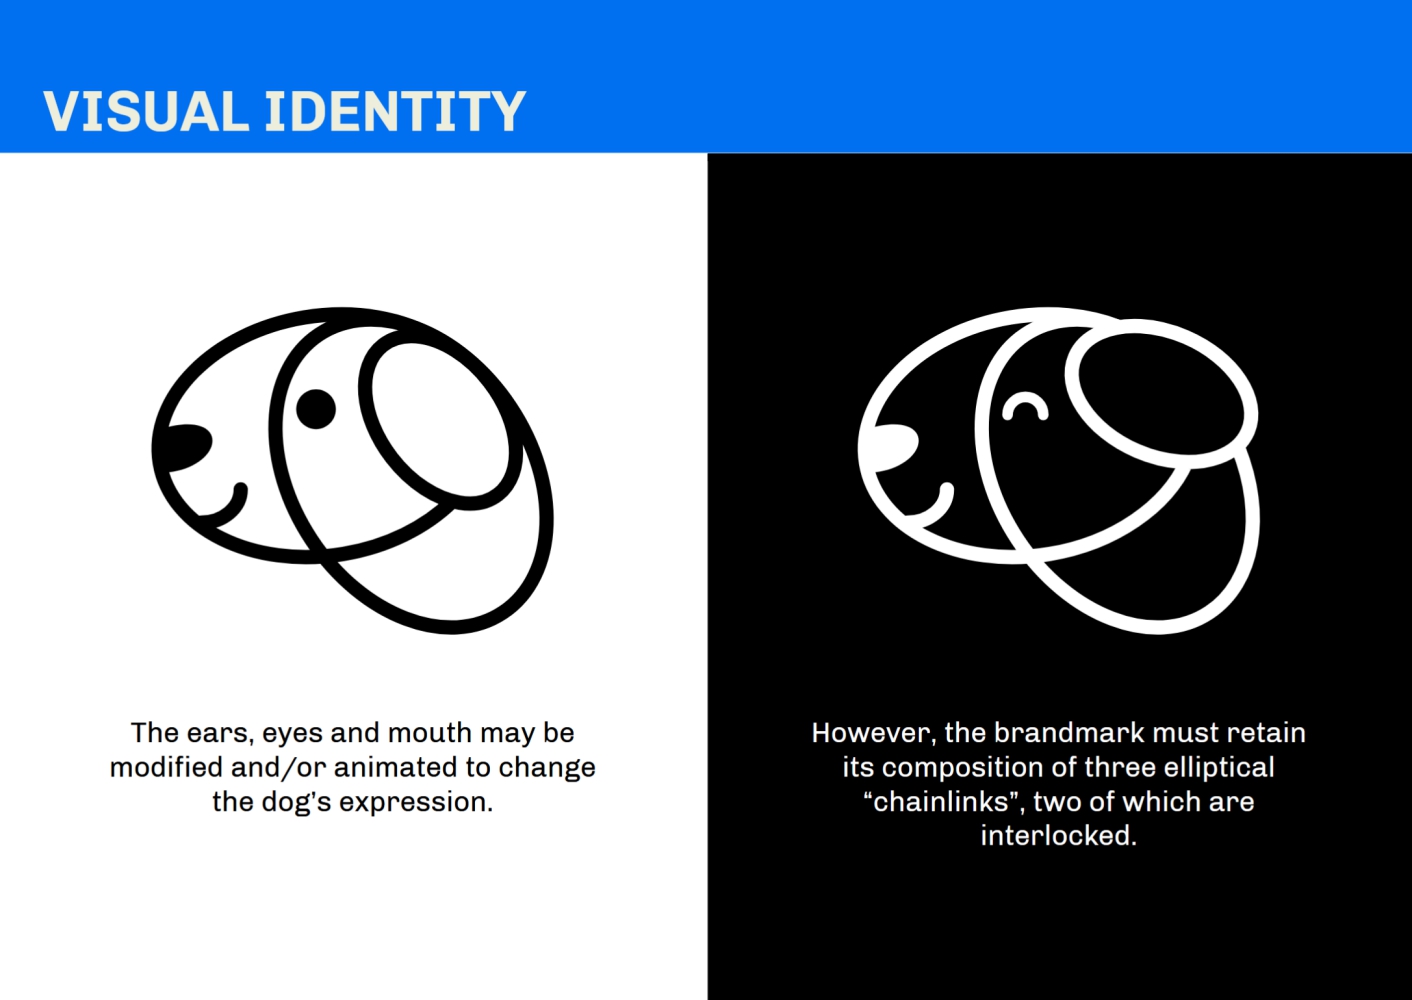 VISUAL IDENTITY
The ears, eyes and mouth may be
modified and/or animated to change
the dog’s expression.
However, the brandmark must retain
its composition of three elliptical
“chainlinks”, two of which are
interlocked.